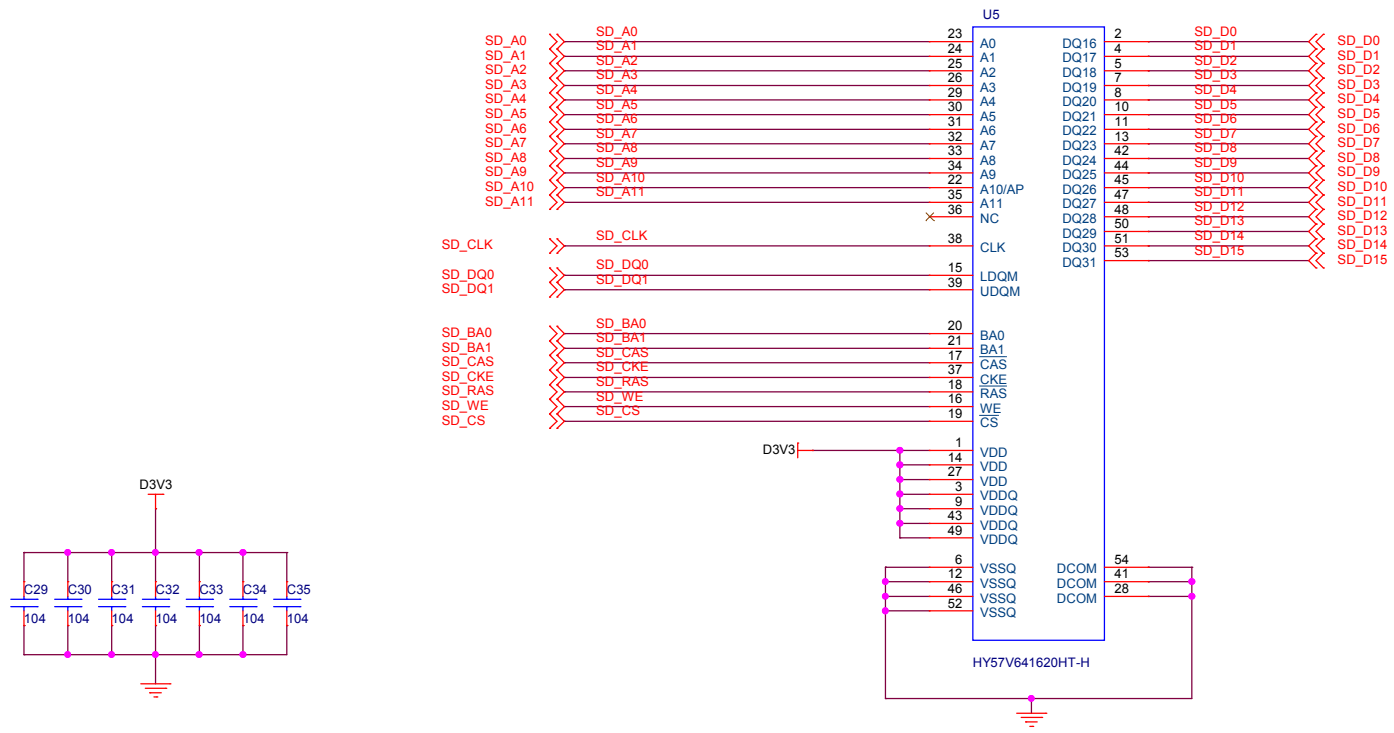 U5
SD_A0 SD_A0 23 A0 DQ16 2 SD_D0 SD_D0
SD_A1 SD_A1 24 A1 DQ17 4 SD_D1 SD_D1
SD_A2 SD_A2 25 A2 DQ18 5 SD_D2 SD_D2
SD_A3 SD_A3 26 A3 DQ19 7 SD_D3 SD_D3
SD_A4 SD_A4 29 A4 DQ20 8 SD_D4 SD_D4
SD_A5 SD_A5 30 A5 DQ21 10 SD_D5 SD_D5
SD_A6 SD_A6 31 A6 DQ22 11 SD_D6 SD_D6
SD_A7 SD_A7 32 A7 DQ23 13 SD_D7 SD_D7
SD_A8 SD_A8 33 A8 DQ24 42 SD_D8 SD_D8
SD_A9 SD_A9 34 A9 DQ25 44 SD_D9 SD_D9
SD_A10 SD_A10 22 A10/AP DQ26 45 SD_D10 SD_D10
SD_A11 SD_A11 35 A11 DQ27 47 SD_D11 SD_D11
36 NC DQ28 48 SD_D12 SD_D12
DQ29 50 SD_D13 SD_D13
SD_CLK SD_CLK 38 CLK DQ30 51 SD_D14 SD_D14
DQ31 53 SD_D15 SD_D15
SD_DQ0 SD_DQ0 15 LDQM
SD_DQ1 SD_DQ1 39 UDQM
SD_BA0 SD_BA0 20 BA0
SD_BA1 SD_BA1 21 BA1
SD_CAS SD_CAS 17 CAS
SD_CKE SD_CKE 37 CKE
SD_RAS SD_RAS 18 RAS
SD_WE SD_WE 16 WE
SD_CS SD_CS 19 CS
D3V3 1 VDD
14 VDD
27 VDD
3 VDDQ
9 VDDQ
43 VDDQ
49 VDDQ
6 VSSQ DCOM 54
12 VSSQ DCOM 41
46 VSSQ DCOM 28
52 VSSQ
HY57V641620HT-H
D3V3
C29 C30 C31 C32 C33 C34 C35
104 104 104 104 104 104 104